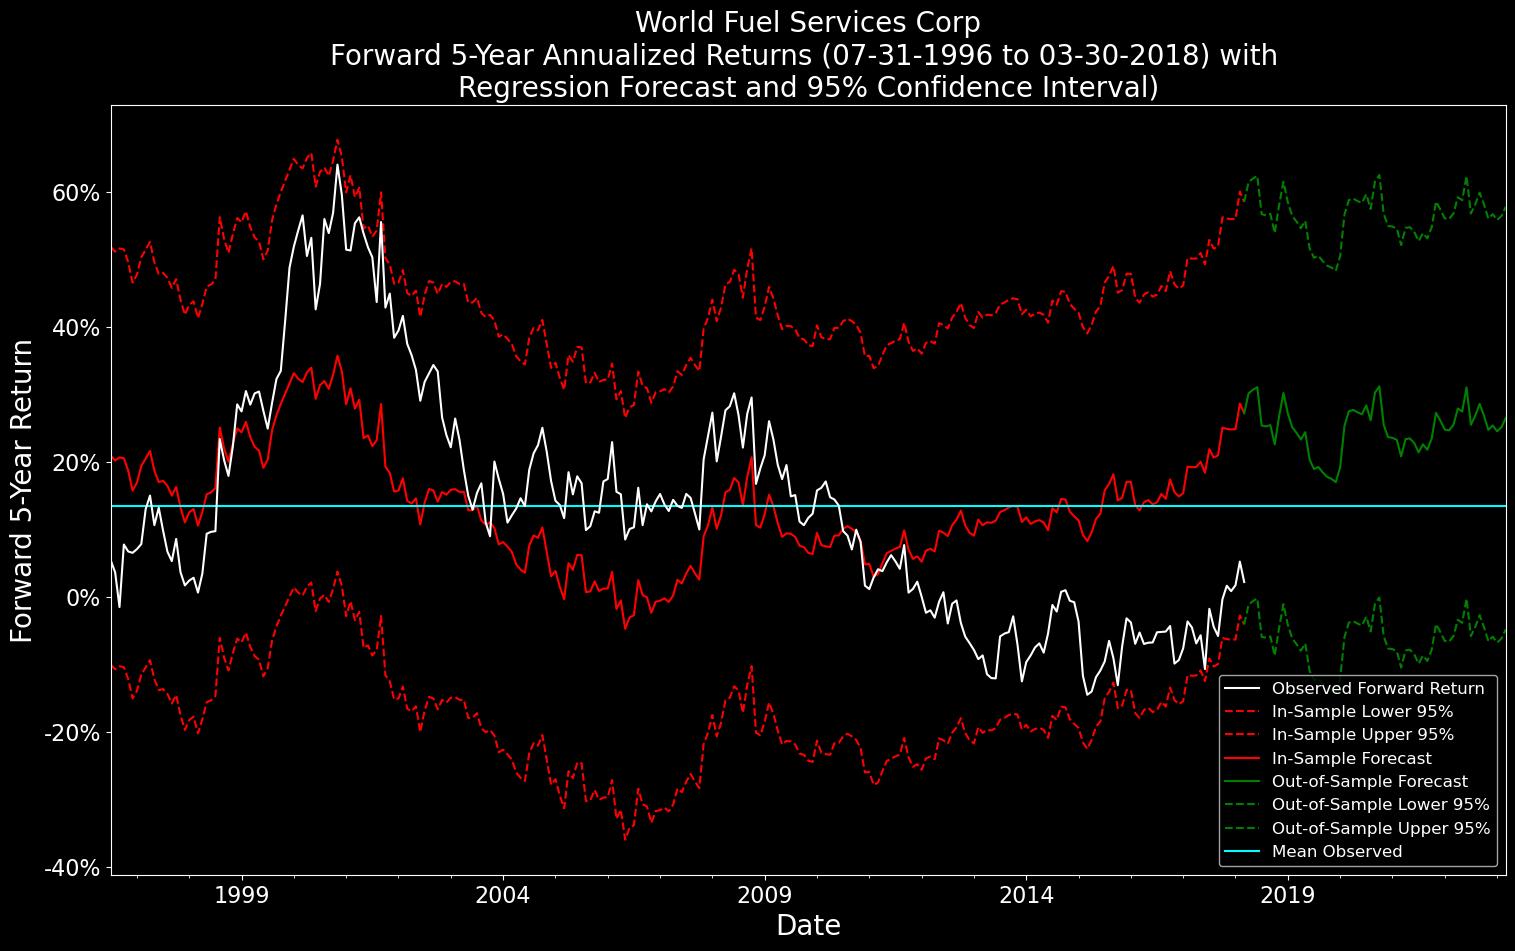 World Fuel Services Corp
Forward 5-Year Annualized Returns (07-31-1996 to 03-30-2018) with
Regression Forecast and 95% Confidence Interval)
Forward 5-Year Return
60%
40%
20%
0%
-20%
-40%
Observed Forward Return
In-Sample Lower 95%
In-Sample Upper 95%
In-Sample Forecast
Out-of-Sample Forecast
Out-of-Sample Lower 95%
Out-of-Sample Upper 95%
Mean Observed
1999 2004 2009 2014 2019
Date